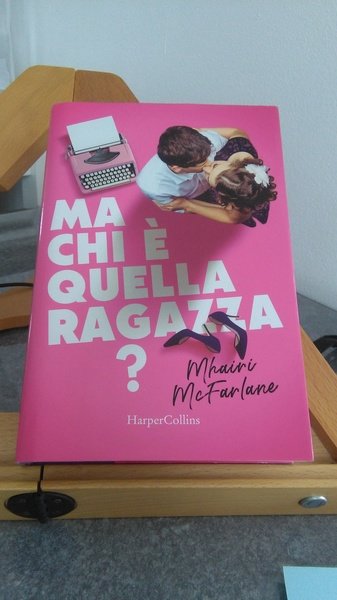 MA
CHI È
QUELLA
RAGAZZA
?
Mhairi
McFarlane
HarperCollins